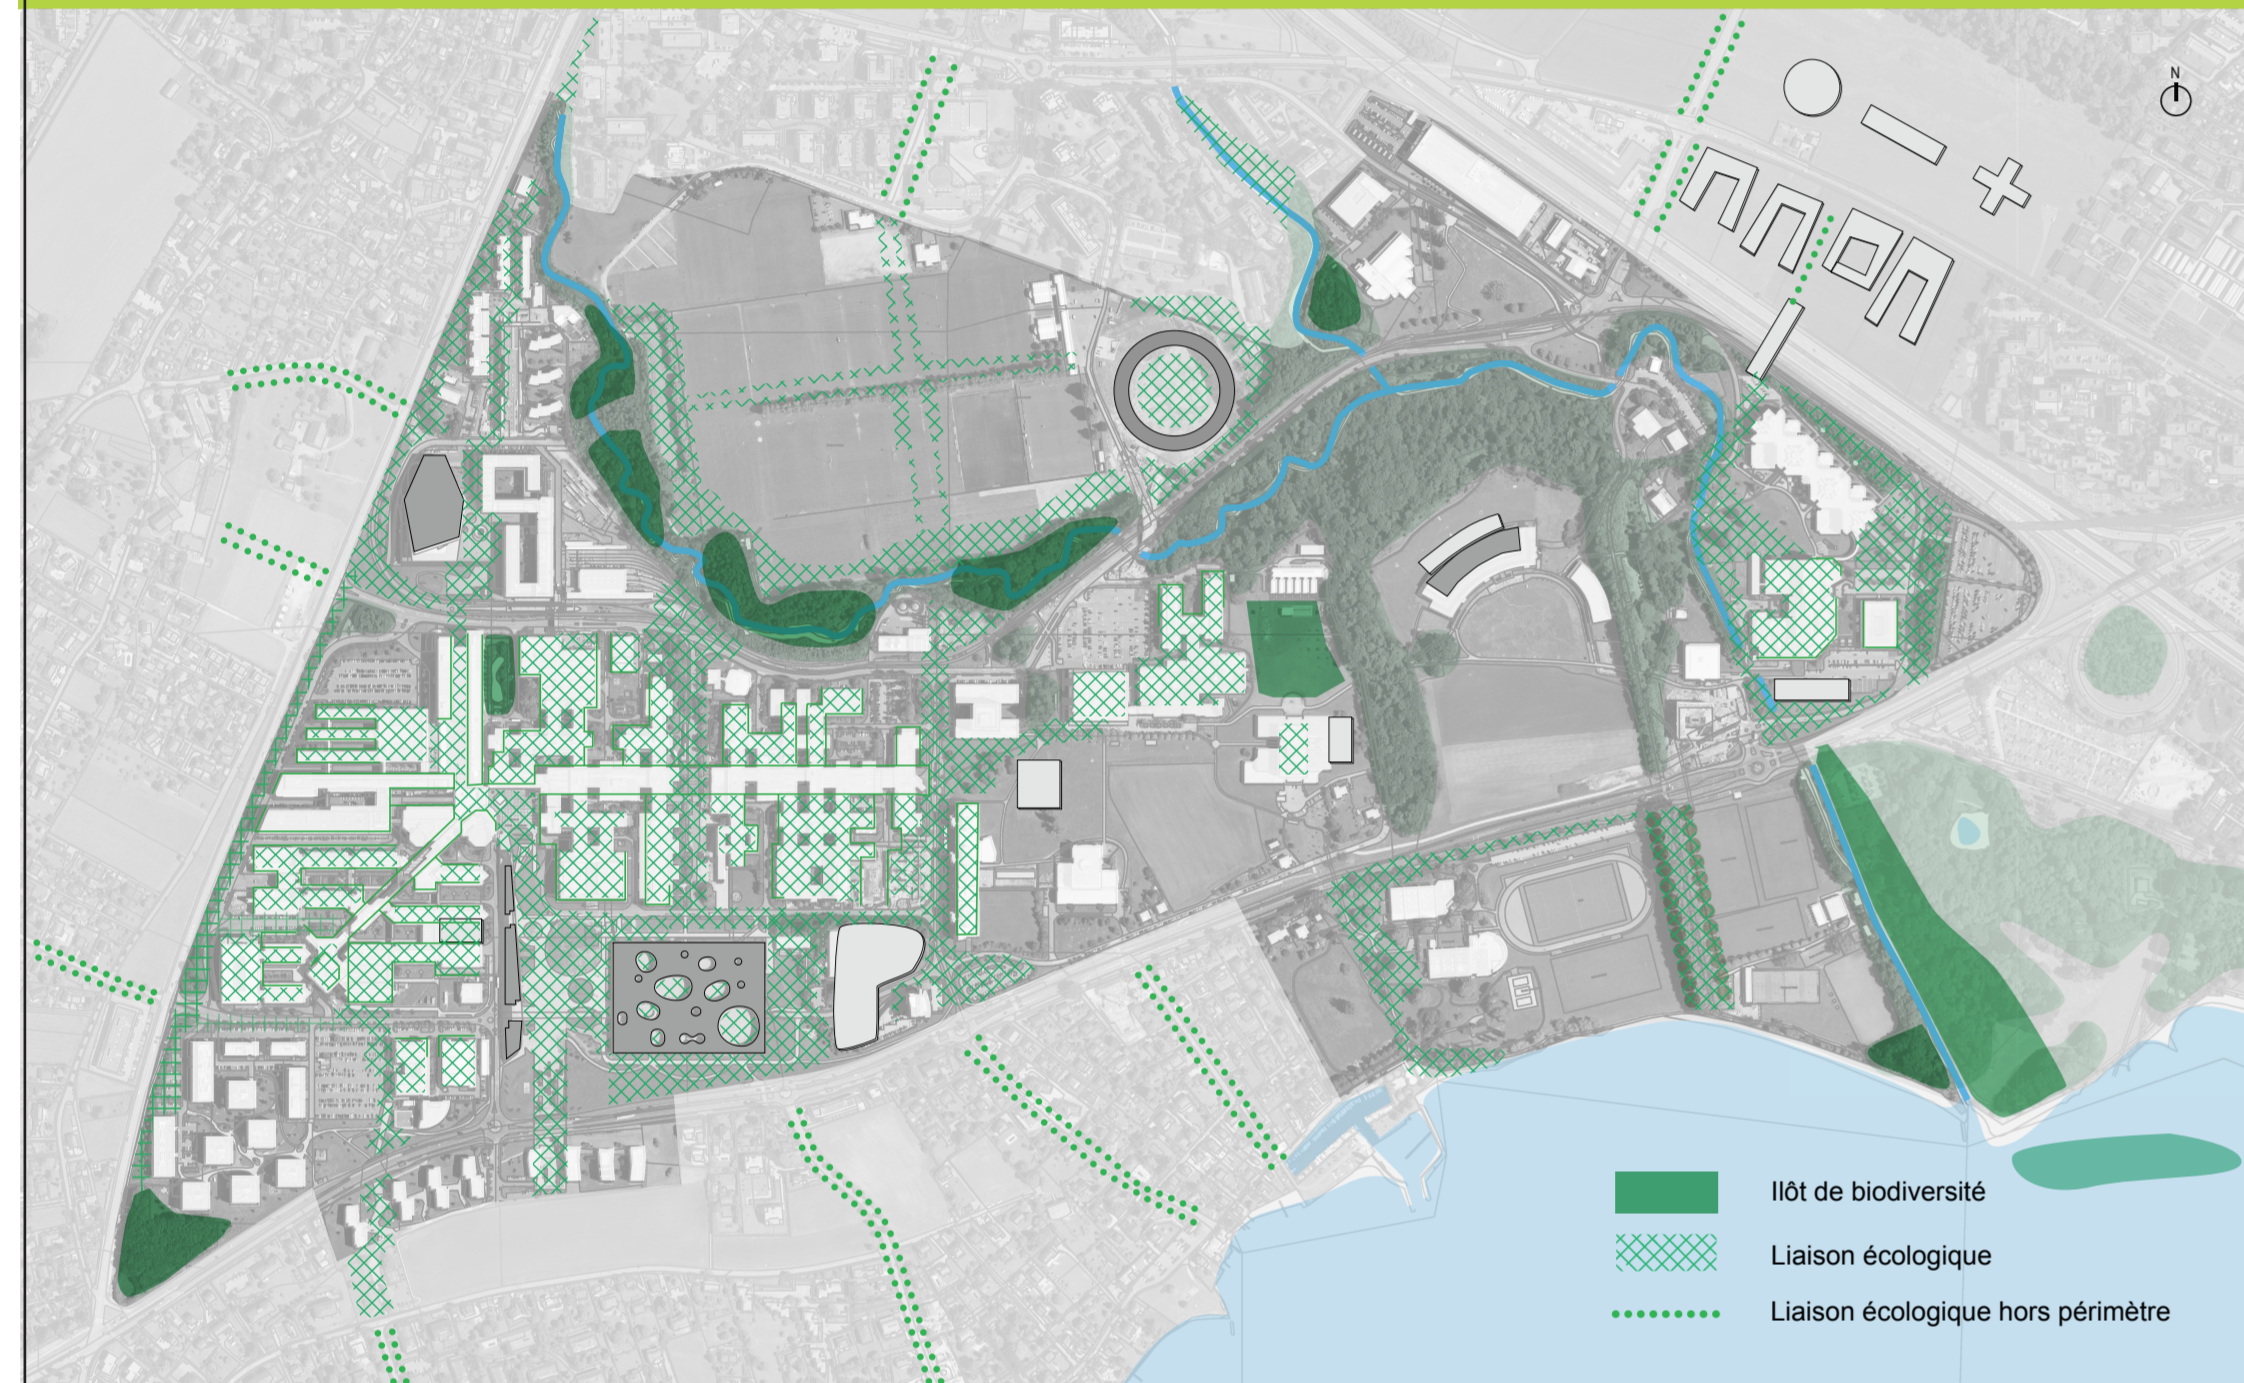 N
Ilôt de biodiversité
Liaison écologique
Liaison écologique hors périmètre